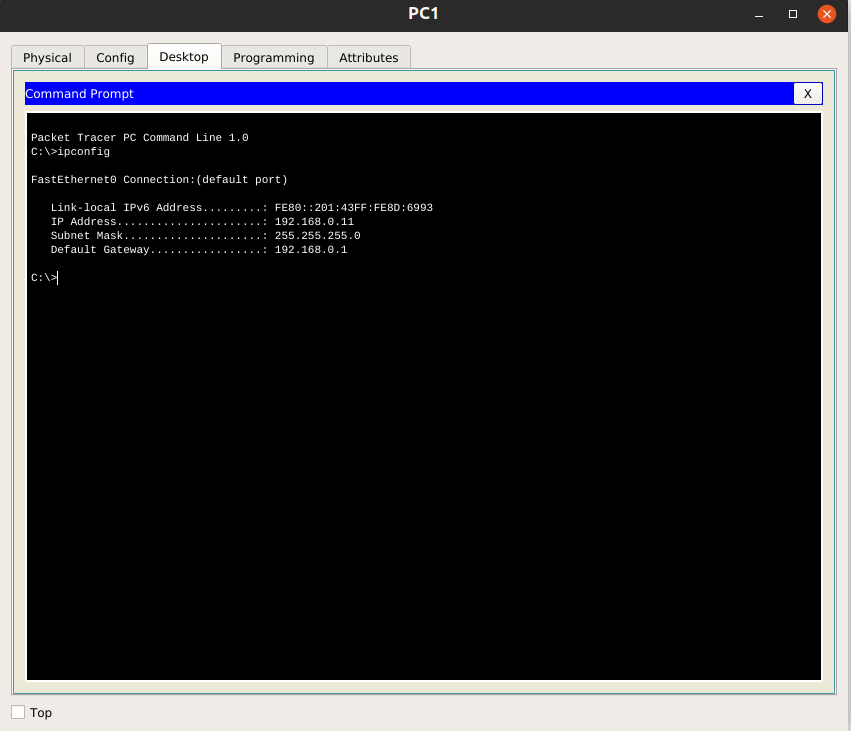 PC1
Physical Config Desktop Programming Attributes
Command Prompt X
Packet Tracer PC Command Line 1.0
C:\>ipconfig
FastEthernet0 Connection:(default port)
Link-local IPv6 Address.........: FE80::201:43FF:FE8D:6993
IP Address......................: 192.168.0.11
Subnet Mask.....................: 255.255.255.0
Default Gateway.................: 192.168.0.1
C:\>
Top